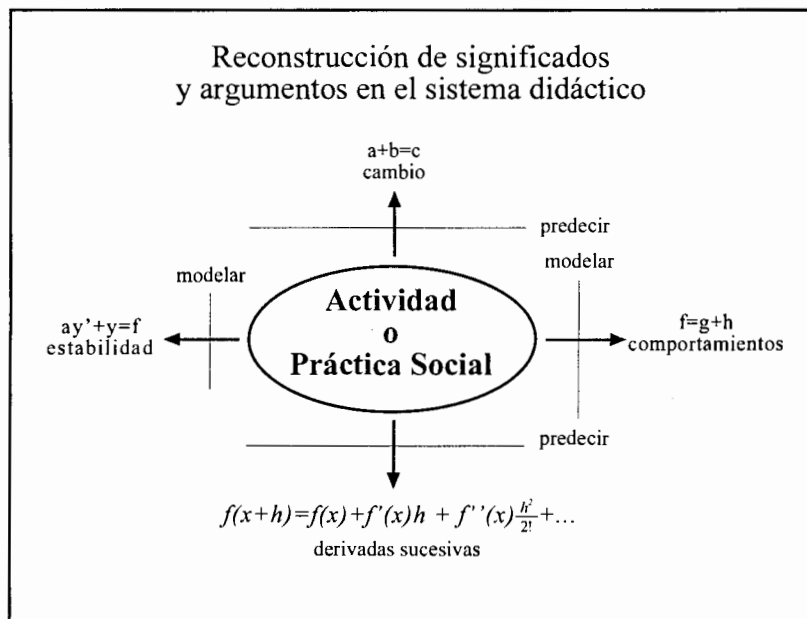 Reconstrucción de significados
y argumentos en el sistema didáctico
a+b=c
cambio
predecir
modelar
modelar
Actividad
o
Práctica Social
ay'+y=f
estabilidad
f=g+h
comportamientos
predecir
f(x+h)=f(x)+f'(x)h + f''(x)h²/2!+...
derivadas sucesivas